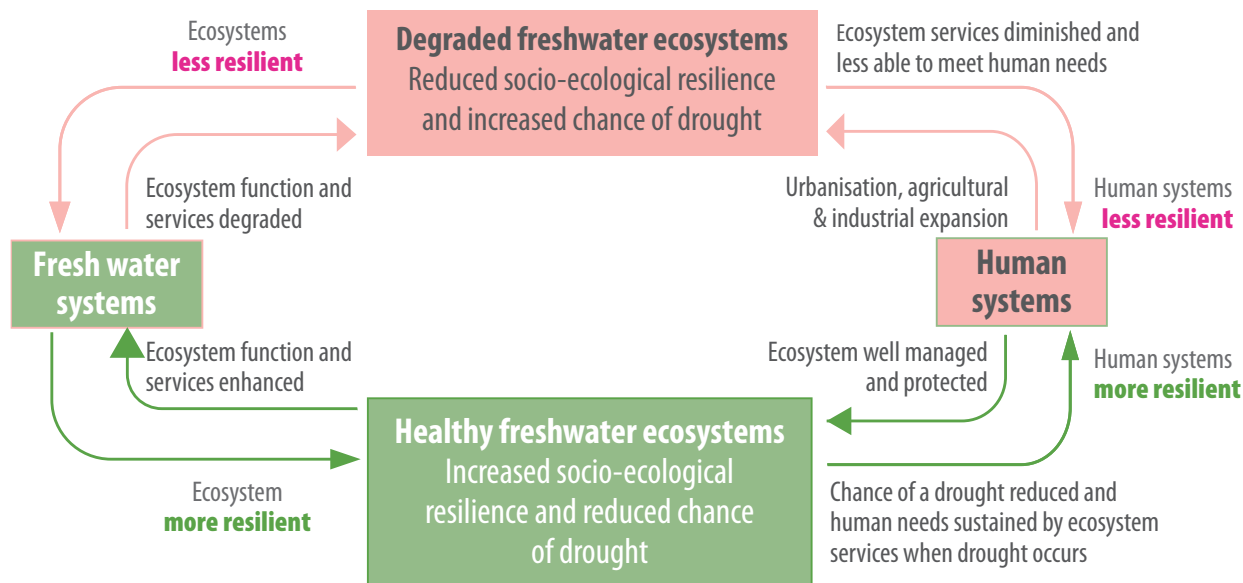 Ecosystems
less resilient
Degraded freshwater ecosystems
Reduced socio-ecological resilience
and increased chance of drought
Ecosystem services diminished and
less able to meet human needs
Ecosystem function and
services degraded
Urbanisation, agricultural
& industrial expansion
Human systems
less resilient
Fresh water
systems
Human
systems
Ecosystem function and
services enhanced
Ecosystem well managed
and protected
Human systems
more resilient
Healthy freshwater ecosystems
Increased socio-ecological
resilience and reduced chance
of drought
Ecosystem
more resilient
Chance of a drought reduced and
human needs sustained by ecosystem
services when drought occurs